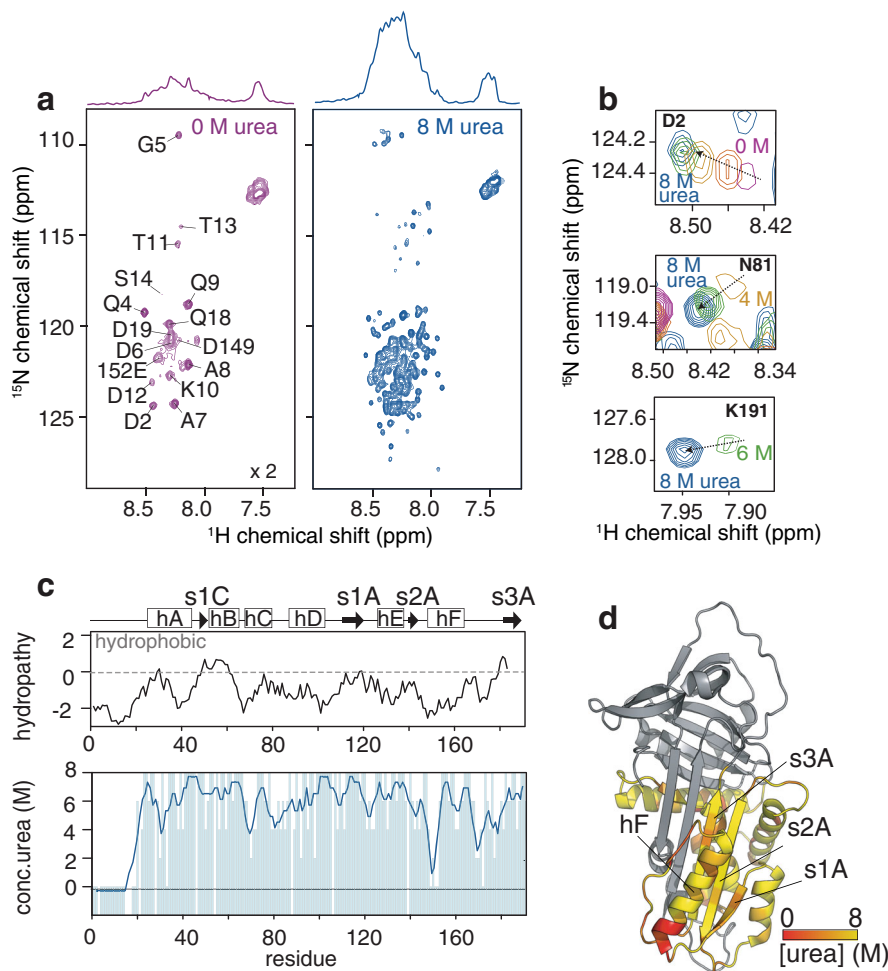 a
0 M urea
8 M urea
110
115
120
125
G5
T13
T11
S14
Q9
Q4
Q18
D19
D149
D6
152E
A8
D12
K10
D2
A7
x 2
8.5 8.0 7.5
8.5 8.0 7.5
¹H chemical shift (ppm)
¹⁵N chemical shift (ppm)
b
D2
0 M
8 M
urea
124.2
124.4
8.50 8.42
8 M
urea
N81
4 M
119.0
119.4
8.50 8.42 8.34
K191
6 M
8 M urea
127.6
128.0
7.95 7.90
¹H chemical shift (ppm)
¹⁵N chemical shift (ppm)
c
s1C s1A s2A s3A
hA hB hC hD hE hF
hydrophobic
hydropathy
2
0
-2
0 40 80 120 160
conc.urea (M)
8
6
4
2
0
0 40 80 120 160
residue
d
s3A
hF
s2A
s1A
0 8
[urea] (M)